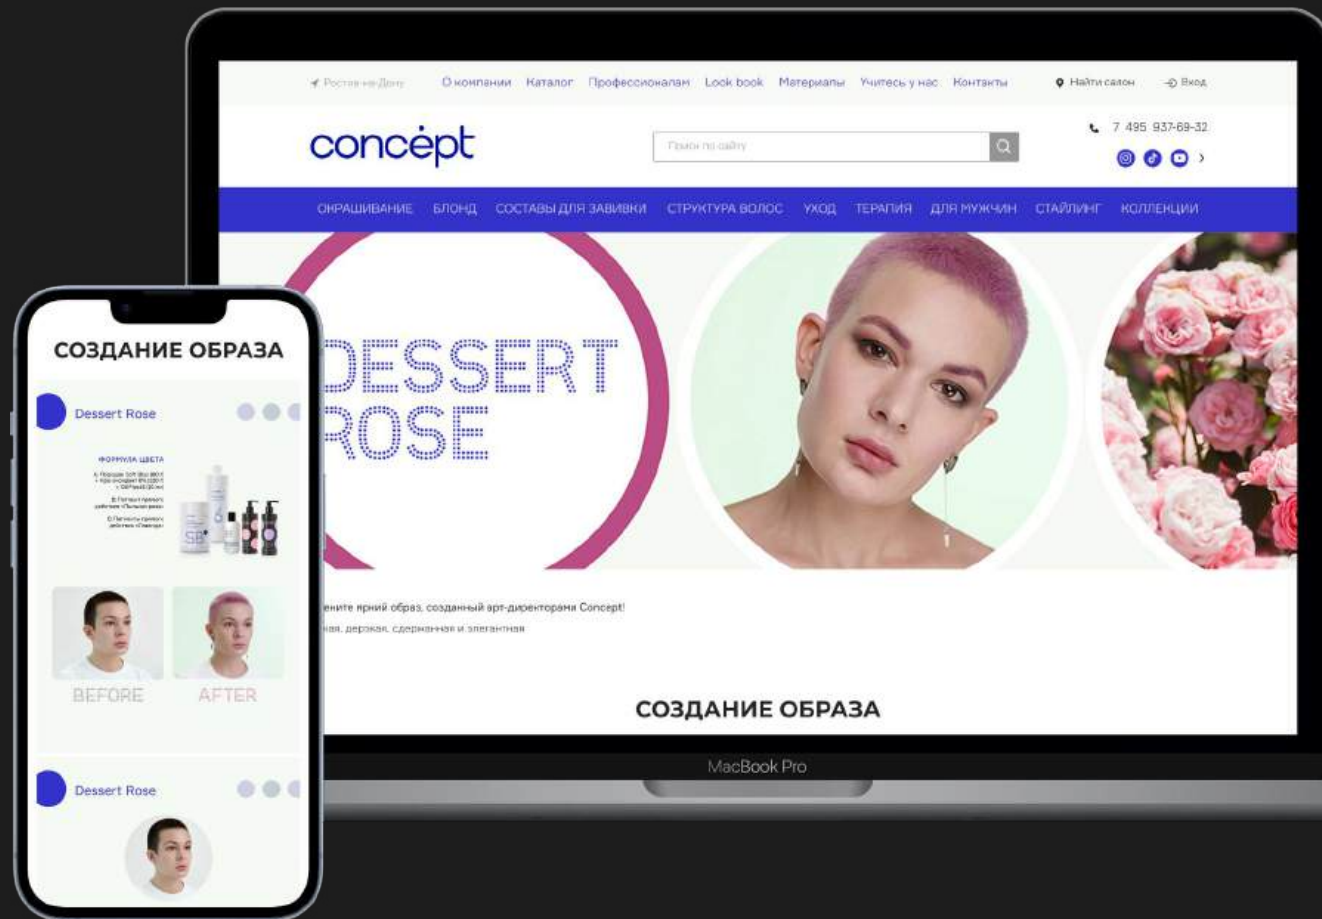 Ростов-на-Дону О компании Каталог Профессионалам Look book Материалы Учитесь у нас Контакты Найти салон Вход
concépt
Поиск по сайту
7 495 937-69-32
ОКРАШИВАНИЕ БЛОНД СОСТАВЫ ДЛЯ ЗАВИВКИ СТРУКТУРА ВОЛОС УХОД ТЕРАПИЯ ДЛЯ МУЖЧИН СТАЙЛИНГ КОЛЛЕКЦИИ
DESSERT
ROSE
ените яркий образ, созданный арт-директорами Concept!
кая, дерзкая, сдержанная и элегантная
СОЗДАНИЕ ОБРАЗА
MacBook Pro
СОЗДАНИЕ ОБРАЗА
Dessert Rose
ФОРМУЛА ЦВЕТА
BEFORE AFTER
Dessert Rose